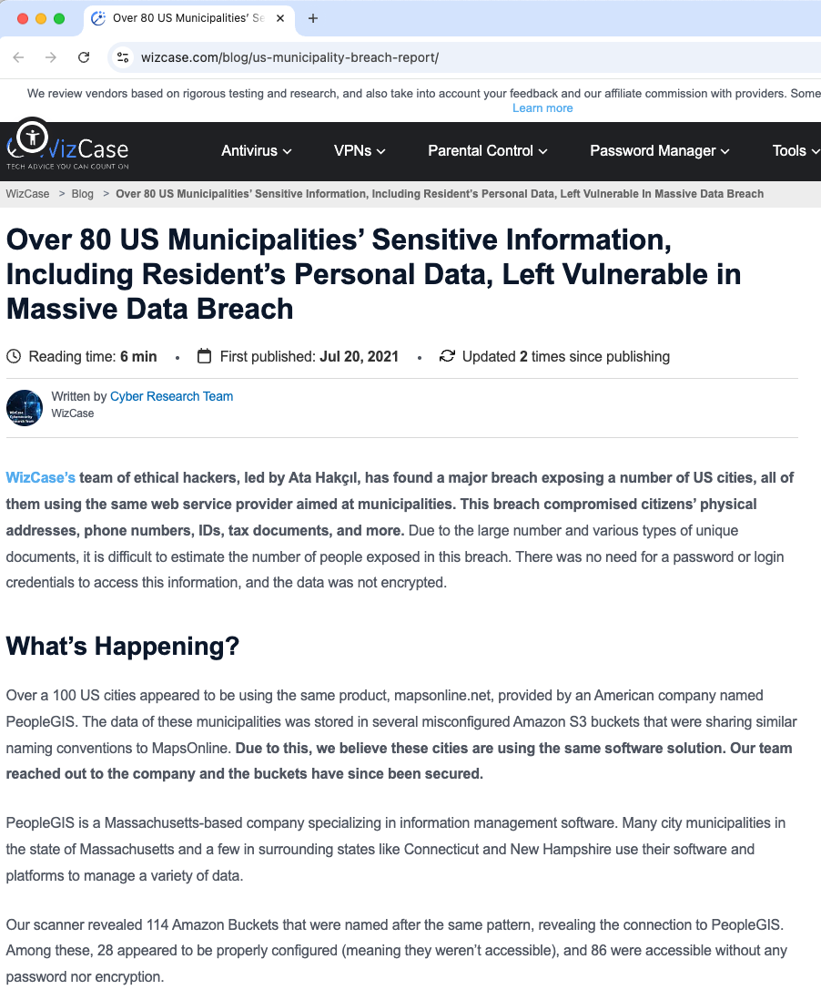 Over 80 US Municipalities' Se
wizcase.com/blog/us-municipality-breach-report/
We review vendors based on rigorous testing and research, and also take into account your feedback and our affiliate commission with providers. Some
Learn more
WizCase
TECH ADVICE YOU CAN COUNT ON
Antivirus VPNs Parental Control Password Manager Tools
WizCase > Blog > Over 80 US Municipalities' Sensitive Information, Including Resident's Personal Data, Left Vulnerable In Massive Data Breach
Over 80 US Municipalities' Sensitive Information,
Including Resident's Personal Data, Left Vulnerable in
Massive Data Breach
Reading time: 6 min • First published: Jul 20, 2021 • Updated 2 times since publishing
Written by Cyber Research Team
WizCase
WizCase's team of ethical hackers, led by Ata Hakçıl, has found a major breach exposing a number of US cities, all of
them using the same web service provider aimed at municipalities. This breach compromised citizens' physical
addresses, phone numbers, IDs, tax documents, and more. Due to the large number and various types of unique
documents, it is difficult to estimate the number of people exposed in this breach. There was no need for a password or login
credentials to access this information, and the data was not encrypted.
What's Happening?
Over a 100 US cities appeared to be using the same product, mapsonline.net, provided by an American company named
PeopleGIS. The data of these municipalities was stored in several misconfigured Amazon S3 buckets that were sharing similar
naming conventions to MapsOnline. Due to this, we believe these cities are using the same software solution. Our team
reached out to the company and the buckets have since been secured.
PeopleGIS is a Massachusetts-based company specializing in information management software. Many city municipalities in
the state of Massachusetts and a few in surrounding states like Connecticut and New Hampshire use their software and
platforms to manage a variety of data.
Our scanner revealed 114 Amazon Buckets that were named after the same pattern, revealing the connection to PeopleGIS.
Among these, 28 appeared to be properly configured (meaning they weren't accessible), and 86 were accessible without any
password nor encryption.